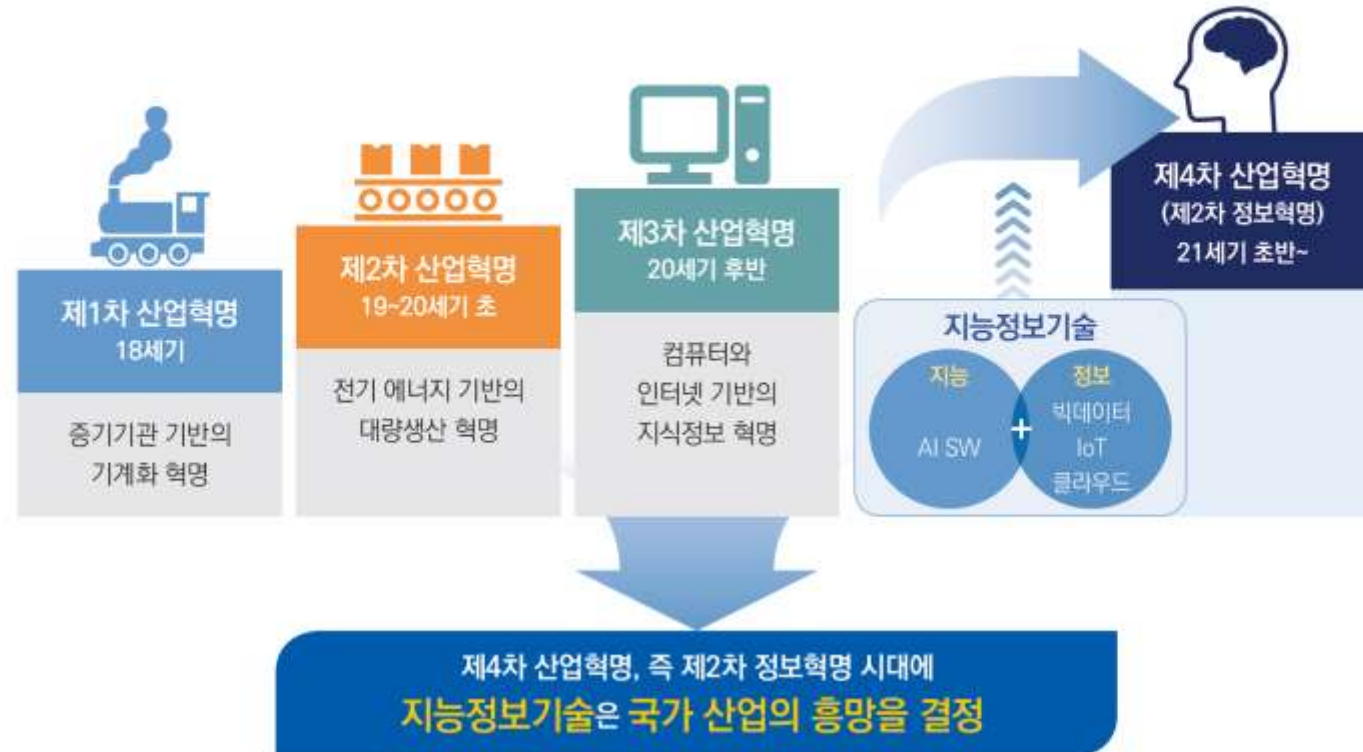 제1차 산업혁명
18세기
증기기관 기반의
기계화 혁명
제2차 산업혁명
19~20세기 초
전기 에너지 기반의
대량생산 혁명
제3차 산업혁명
20세기 후반
컴퓨터와
인터넷 기반의
지식정보 혁명
제4차 산업혁명
(제2차 정보혁명)
21세기 초반~
지능정보기술
지능
AI SW
+
정보
빅데이터
IoT
클라우드
제4차 산업혁명, 즉 제2차 정보혁명 시대에
지능정보기술은 국가 산업의 흥망을 결정